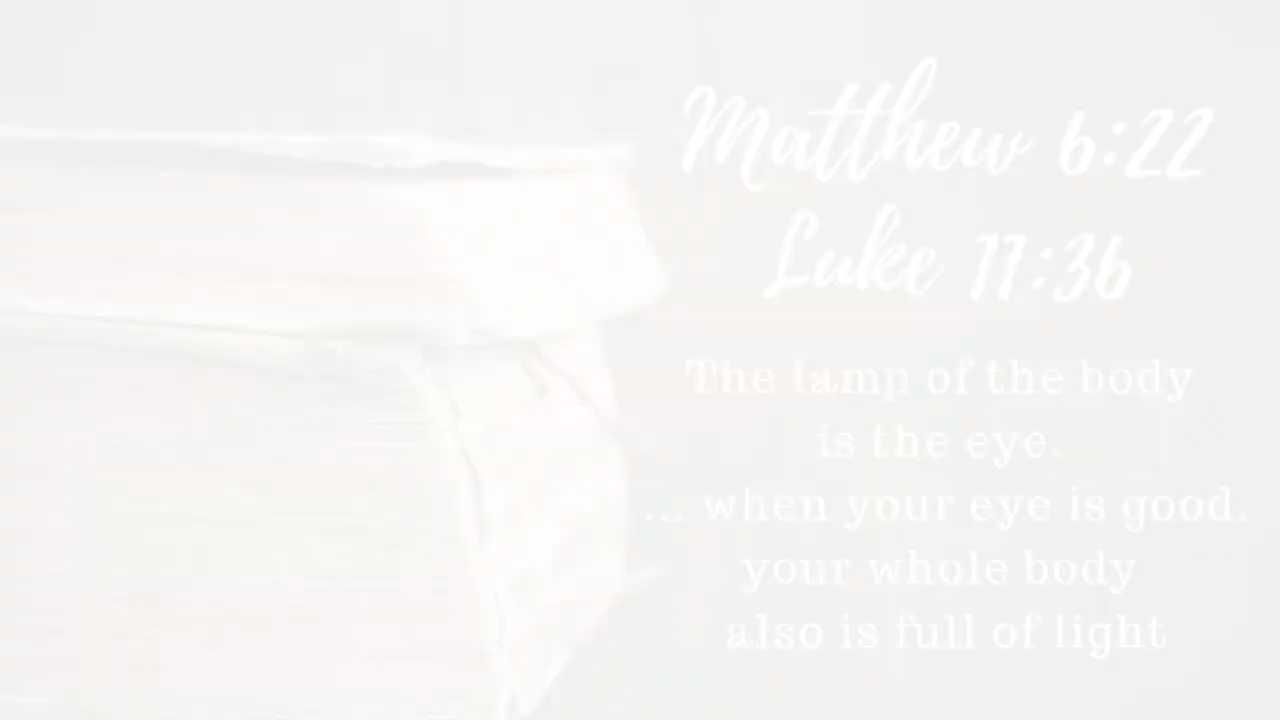 Matthew 6:22
Luke 11:36
The lamp of the body
is the eye.
... when your eye is good.
your whole body
also is full of light